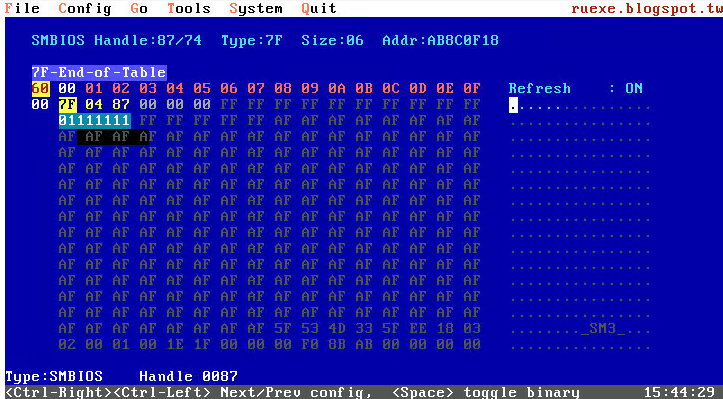 File  Config  Go  Tools  System  Quit  ruexe.blogspot.tw
SMBIOS Handle:87/74  Type:7F  Size:06  Addr:AB8C0F18
7F-End-of-Table
60 00 01 02 03 04 05 06 07 08 09 0A 0B 0C 0D 0E 0F  Refresh    : ON
00 7F 04 87 00 00 00 FF FF FF FF FF FF FF FF FF FF  ................
01111111 FF FF FF FF FF AF AF AF AF AF AF AF  ................
AF AF AF AF AF AF AF AF AF AF AF AF AF AF AF AF  ................
AF AF AF AF AF AF AF AF AF AF AF AF AF AF AF AF  ................
AF AF AF AF AF AF AF AF AF AF AF AF AF AF AF AF  ................
AF AF AF AF AF AF AF AF AF AF AF AF AF AF AF AF  ................
AF AF AF AF AF AF AF AF AF AF AF AF AF AF AF AF  ................
AF AF AF AF AF AF AF AF AF AF AF AF AF AF AF AF  ................
AF AF AF AF AF AF AF AF AF AF AF AF AF AF AF AF  ................
AF AF AF AF AF AF AF AF AF AF AF AF AF AF AF AF  ................
AF AF AF AF AF AF AF AF AF AF AF AF AF AF AF AF  ................
AF AF AF AF AF AF AF AF AF AF AF AF AF AF AF AF  ................
AF AF AF AF AF AF AF AF AF AF AF AF AF AF AF AF  ................
AF AF AF AF AF AF AF AF AF AF AF AF AF AF AF AF  ................
AF AF AF AF AF AF AF AF 5F 53 4D 33 5F EE 18 03  ........_SM3_...
02 00 01 00 1E 1F 00 00 00 F0 8B AB 00 00 00 00  ................
Type:SMBIOS    Handle 0087
<Ctrl-Right><Ctrl-Left> Next/Prev config,  <Space> toggle binary  15:44:29